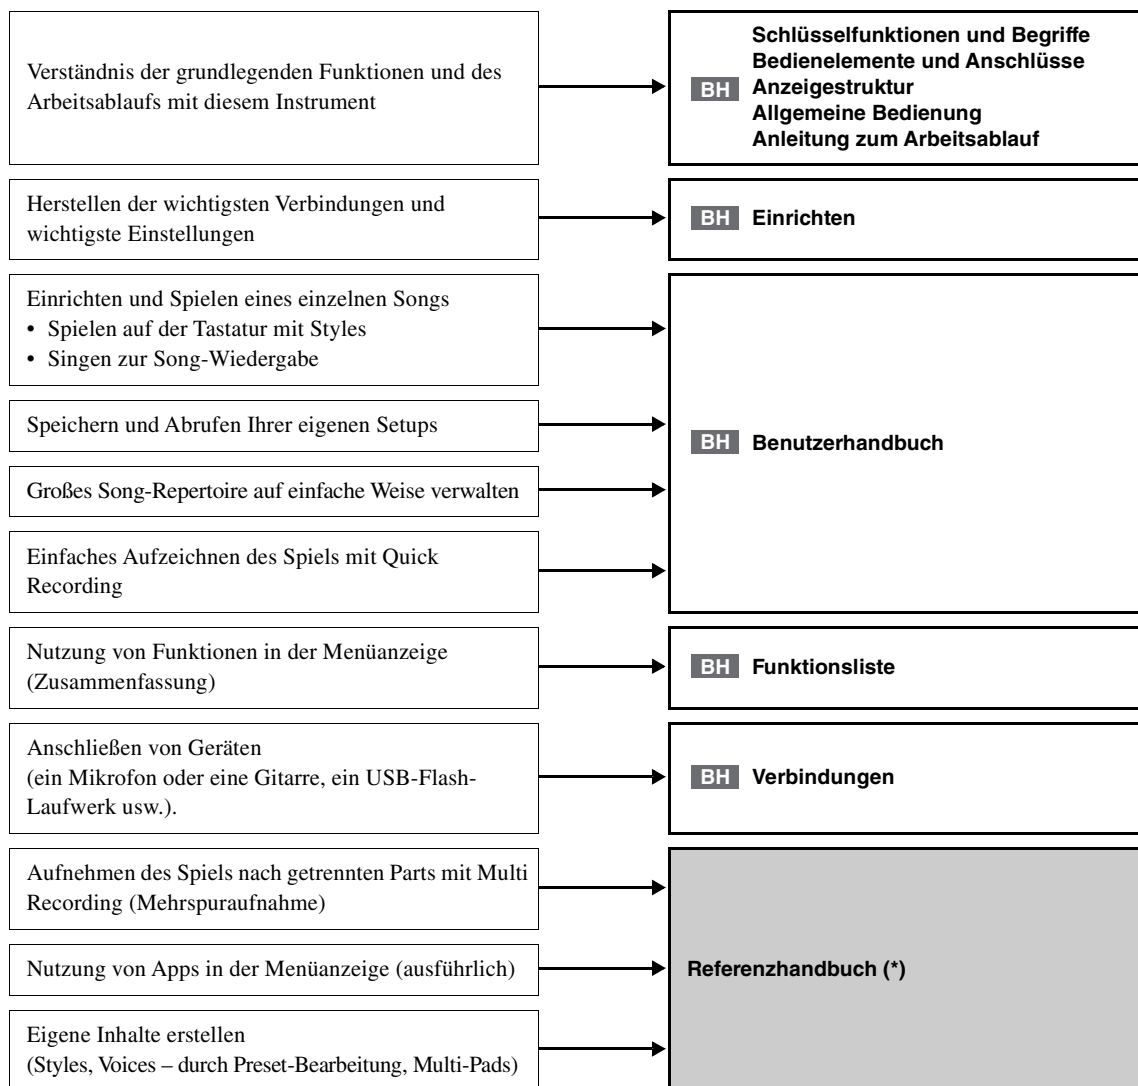 Verständnis der grundlegenden Funktionen und des
Arbeitsablaufs mit diesem Instrument
BH
Schlüsselfunktionen und Begriffe
Bedienelemente und Anschlüsse
Anzeigestruktur
Allgemeine Bedienung
Anleitung zum Arbeitsablauf
Herstellen der wichtigsten Verbindungen und
wichtigste Einstellungen
BH Einrichten
Einrichten und Spielen eines einzelnen Songs
• Spielen auf der Tastatur mit Styles
• Singen zur Song-Wiedergabe
Speichern und Abrufen Ihrer eigenen Setups
Großes Song-Repertoire auf einfache Weise verwalten
Einfaches Aufzeichnen des Spiels mit Quick
Recording
BH Benutzerhandbuch
Nutzung von Funktionen in der Menüanzeige
(Zusammenfassung)
BH Funktionsliste
Anschließen von Geräten
(ein Mikrofon oder eine Gitarre, ein USB-Flash-
Laufwerk usw.).
BH Verbindungen
Aufnehmen des Spiels nach getrennten Parts mit Multi
Recording (Mehrspuraufnahme)
Nutzung von Apps in der Menüanzeige (ausführlich)
Eigene Inhalte erstellen
(Styles, Voices – durch Preset-Bearbeitung, Multi-Pads)
Referenzhandbuch (*)